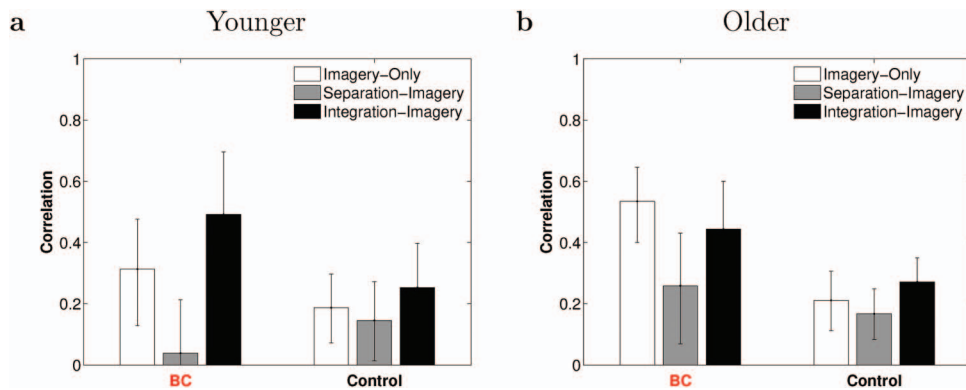 a Younger
1
0.8
0.6
0.4
0.2
0
Correlation
Imagery-Only
Separation-Imagery
Integration-Imagery
BC Control
b Older
1
0.8
0.6
0.4
0.2
0
Correlation
Imagery-Only
Separation-Imagery
Integration-Imagery
BC Control